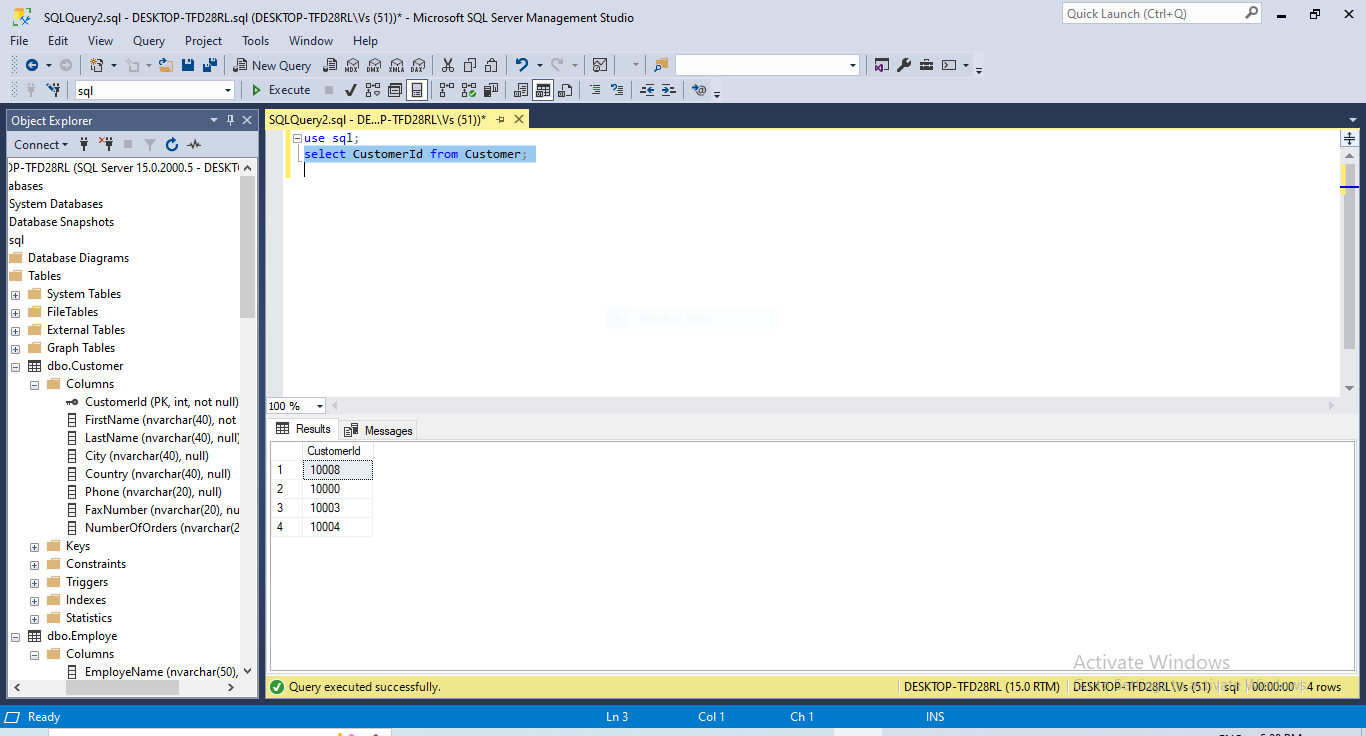 SQLQuery2.sql - DESKTOP-TFD28RL.sql (DESKTOP-TFD28RL\Vs (51))* - Microsoft SQL Server Management Studio
Quick Launch (Ctrl+Q)
File Edit View Query Project Tools Window Help
New Query MDX DMX XMLA DAX
sql Execute
Object Explorer
Connect
)P-TFD28RL (SQL Server 15.0.2000.5 - DESKT
abases
System Databases
Database Snapshots
sql
Database Diagrams
Tables
System Tables
FileTables
External Tables
Graph Tables
dbo.Customer
Columns
CustomerId (PK, int, not null)
FirstName (nvarchar(40), not
LastName (nvarchar(40), null)
City (nvarchar(40), null)
Country (nvarchar(40), null)
Phone (nvarchar(20), null)
FaxNumber (nvarchar(20), nu
NumberOfOrders (nvarchar(2
Keys
Constraints
Triggers
Indexes
Statistics
dbo.Employe
Columns
EmployeName (nvarchar(50),
SQLQuery2.sql - DE...P-TFD28RL\Vs (51))*
use sql;
select CustomerId from Customer;
Window Snip
100 %
Results Messages
CustomerId
1 10008
2 10000
3 10003
4 10004
Activate Windows
Query executed successfully.
DESKTOP-TFD28RL (15.0 RTM) DESKTOP-TFD28RL\Vs (51) sql 00:00:00 4 rows
Ready Ln 3 Col 1 Ch 1 INS